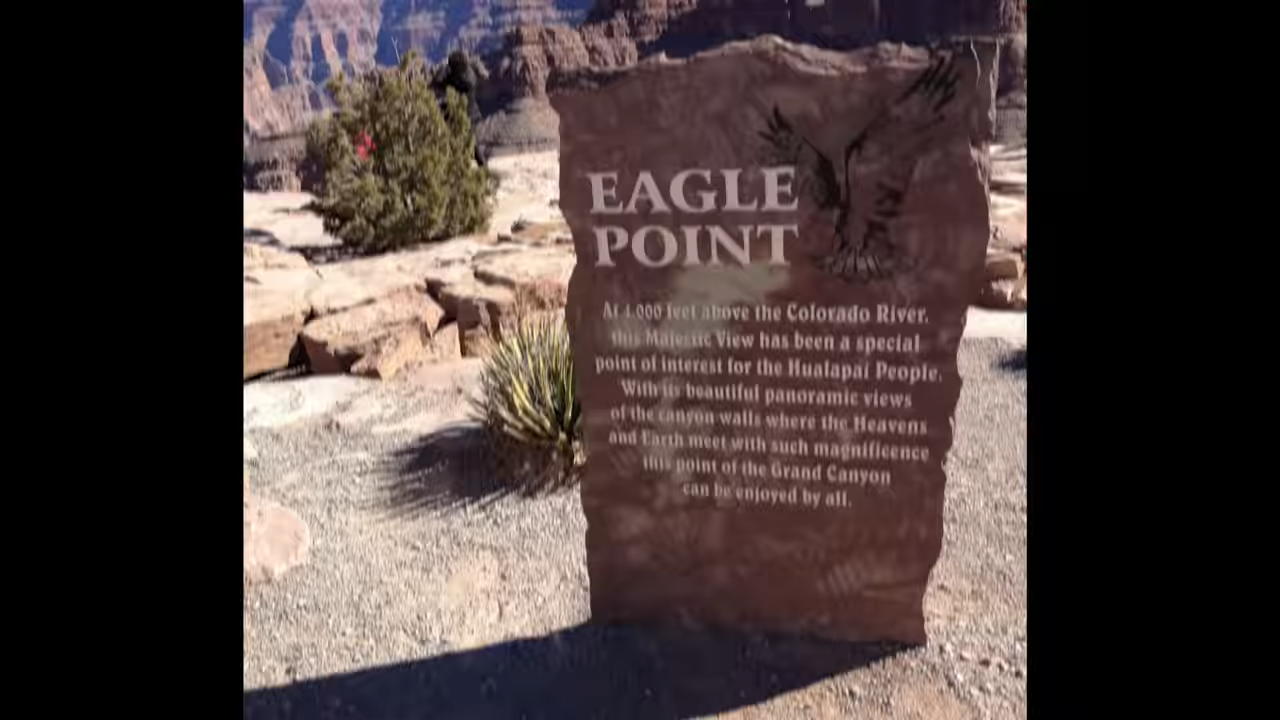 EAGLE
POINT
At 4,000 feet above the Colorado River,
this Majestic View has been a special
point of interest for the Hualapai People.
With its beautiful panoramic views
of the canyon walls where the Heavens
and Earth meet with such magnificence
this point of the Grand Canyon
can be enjoyed by all.